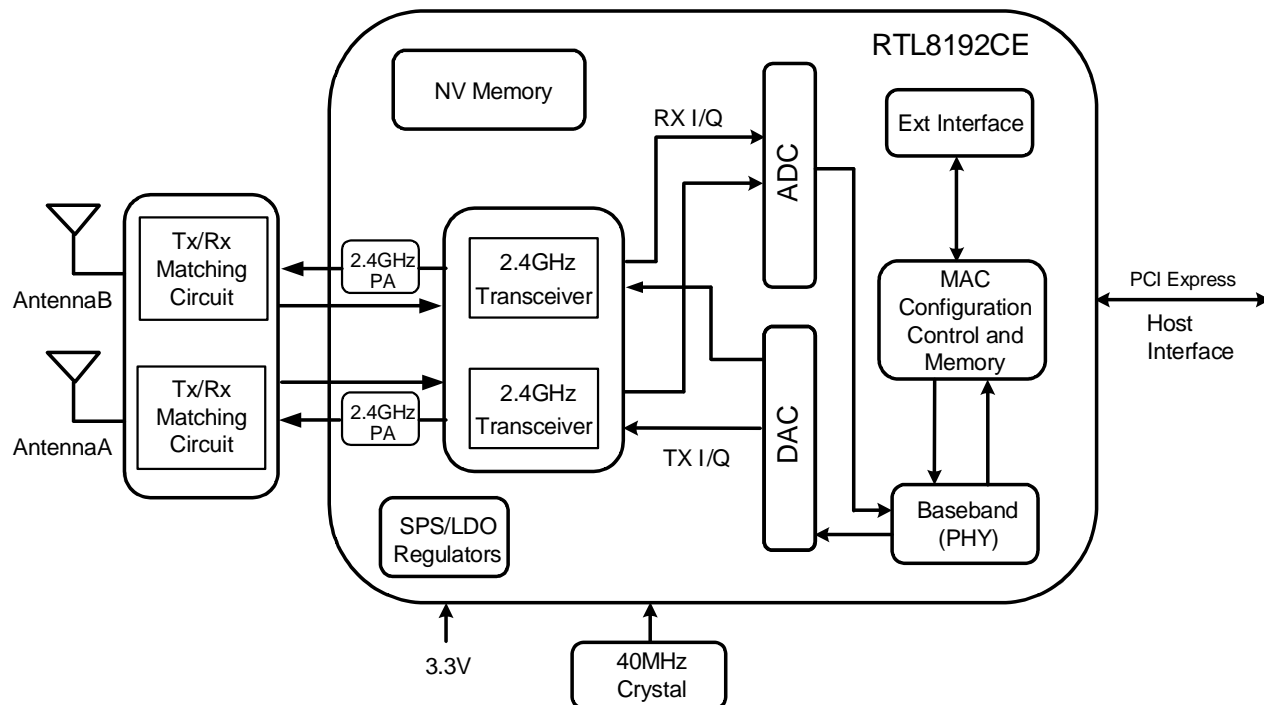 RTL8192CE
NV Memory
RX I/Q
ADC
Ext Interface
Tx/Rx
Matching
Circuit
2.4GHz
PA
2.4GHz
Transceiver
AntennaB
MAC
Configuration
Control and
Memory
PCI Express
Host
Interface
Tx/Rx
Matching
Circuit
2.4GHz
PA
2.4GHz
Transceiver
AntennaA
TX I/Q
DAC
Baseband
(PHY)
SPS/LDO
Regulators
3.3V
40MHz
Crystal